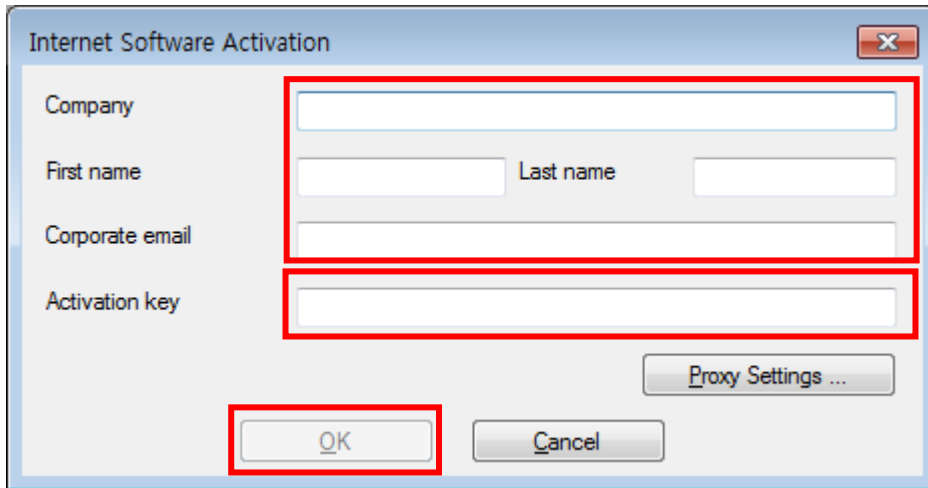 Internet Software Activation
Company
First name Last name
Corporate email
Activation key
Proxy Settings ...
OK Cancel